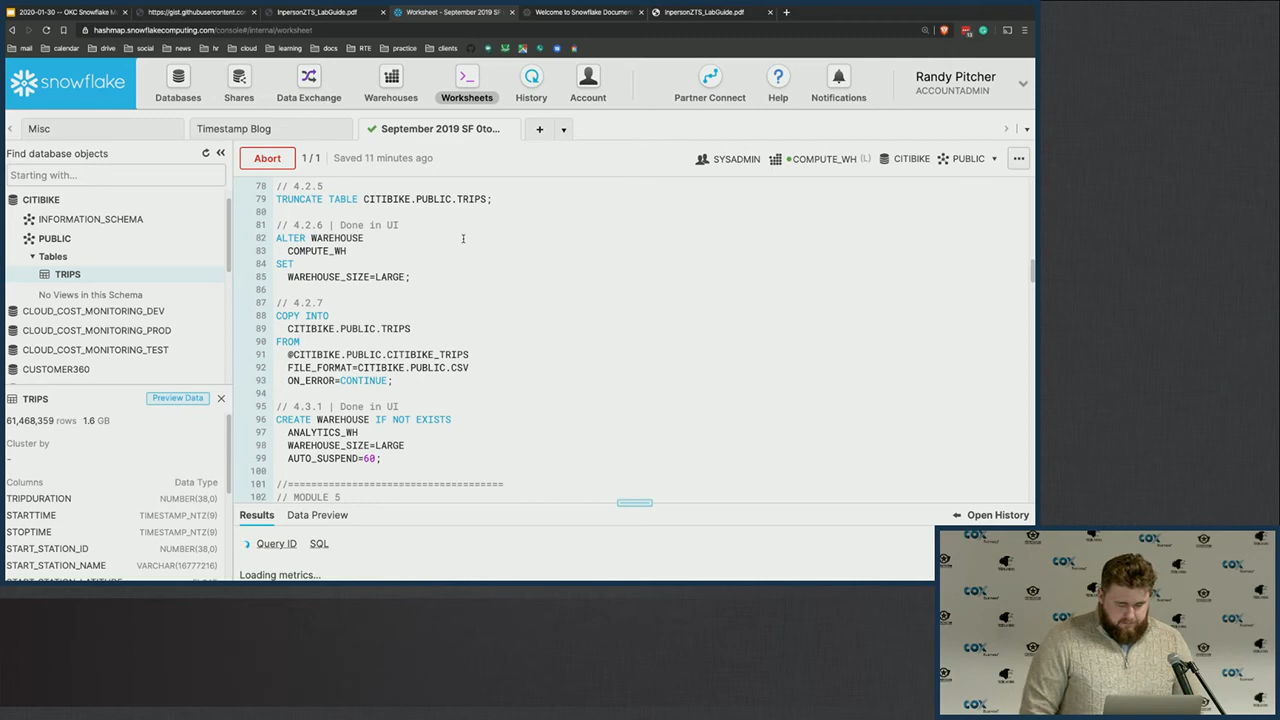 2020-01-30 -- OKC Snowflake M
https://gist.githubusercontent.co
InpersonZTS_LabGuide.pdf
Worksheet - September 2019 SF
Welcome to Snowflake Document
InpersonZTS_LabGuide.pdf
hashmap.snowflakecomputing.com/console#/internal/worksheet
mail calendar drive social news hr cloud learning docs RTE practice clients
snowflake
Databases
Shares
Data Exchange
Warehouses
Worksheets
History
Account
Partner Connect
Help
Notifications
Randy Pitcher
ACCOUNTADMIN
Misc
Timestamp Blog
September 2019 SF 0to...
Find database objects
Starting with...
Abort 1 / 1 Saved 11 minutes ago
SYSADMIN COMPUTE_WH (L) CITIBIKE PUBLIC
CITIBIKE
INFORMATION_SCHEMA
PUBLIC
Tables
TRIPS
No Views in this Schema
CLOUD_COST_MONITORING_DEV
CLOUD_COST_MONITORING_PROD
CLOUD_COST_MONITORING_TEST
CUSTOMER360
TRIPS Preview Data
61,468,359 rows 1.6 GB
Cluster by
-
Columns Data Type
TRIPDURATION NUMBER(38,0)
STARTTIME TIMESTAMP_NTZ(9)
STOPTIME TIMESTAMP_NTZ(9)
START_STATION_ID NUMBER(38,0)
START_STATION_NAME VARCHAR(16777216)
START_STATION_LATITUDE
78 // 4.2.5
79 TRUNCATE TABLE CITIBIKE.PUBLIC.TRIPS;
80
81 // 4.2.6 | Done in UI
82 ALTER WAREHOUSE
83 COMPUTE_WH
84 SET
85 WAREHOUSE_SIZE=LARGE;
86
87 // 4.2.7
88 COPY INTO
89 CITIBIKE.PUBLIC.TRIPS
90 FROM
91 @CITIBIKE.PUBLIC.CITIBIKE_TRIPS
92 FILE_FORMAT=CITIBIKE.PUBLIC.CSV
93 ON_ERROR=CONTINUE;
94
95 // 4.3.1 | Done in UI
96 CREATE WAREHOUSE IF NOT EXISTS
97 ANALYTICS_WH
98 WAREHOUSE_SIZE=LARGE
99 AUTO_SUSPEND=60;
100
101 //====================================
102 // MODULE 5
Results
Data Preview
Open History
Query ID
SQL
Loading metrics...
COX
COX
COX
COX
COX
COX